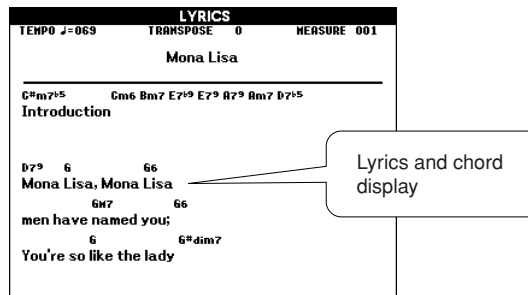 LYRICS
TEMPO ♩=069 TRANSPOSE 0 MEASURE 001
Mona Lisa
C#m7♭5 Cm6 Bm7 E7♭9 E79 A79 Am7 D7♭5
Introduction
D79 G G6
Mona Lisa, Mona Lisa
GM7 G6
men have named you;
G G#dim7
You're so like the lady
Lyrics and chord
display